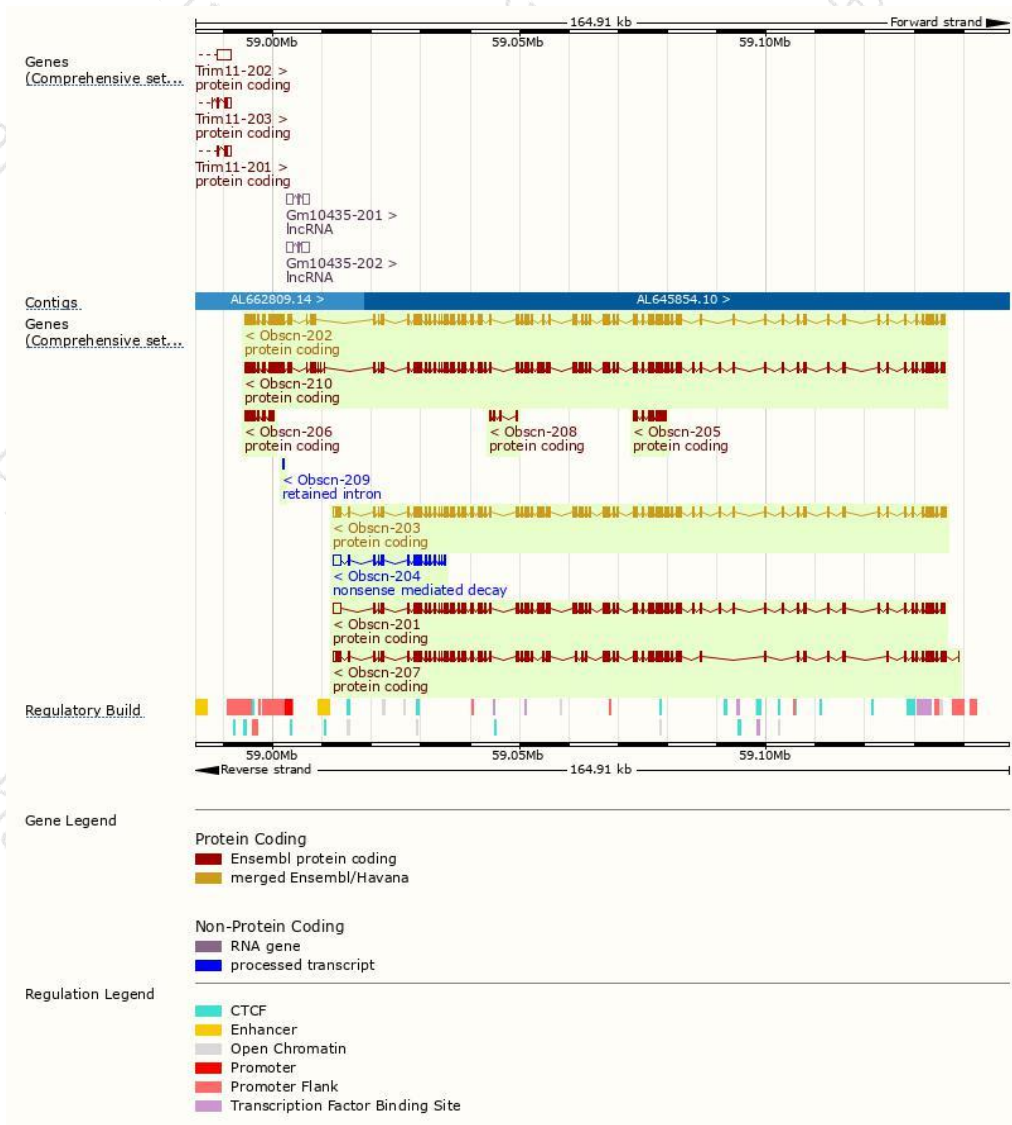 164.91 kb Forward strand
59.00Mb 59.05Mb 59.10Mb
Genes
(Comprehensive set...
Trim11-202 >
protein coding
Trim11-203 >
protein coding
Trim11-201 >
protein coding
Gm10435-201 >
lncRNA
Gm10435-202 >
lncRNA
Contigs
AL662809.14 > AL645854.10 >
Genes
(Comprehensive set...
< Obscn-202
protein coding
< Obscn-210
protein coding
< Obscn-206 < Obscn-208 < Obscn-205
protein coding protein coding protein coding
< Obscn-209
retained intron
< Obscn-203
protein coding
< Obscn-204
nonsense mediated decay
< Obscn-201
protein coding
< Obscn-207
protein coding
Regulatory Build
59.00Mb 59.05Mb 59.10Mb
Reverse strand 164.91 kb
Gene Legend
Protein Coding
Ensembl protein coding
merged Ensembl/Havana
Non-Protein Coding
RNA gene
processed transcript
Regulation Legend
CTCF
Enhancer
Open Chromatin
Promoter
Promoter Flank
Transcription Factor Binding Site